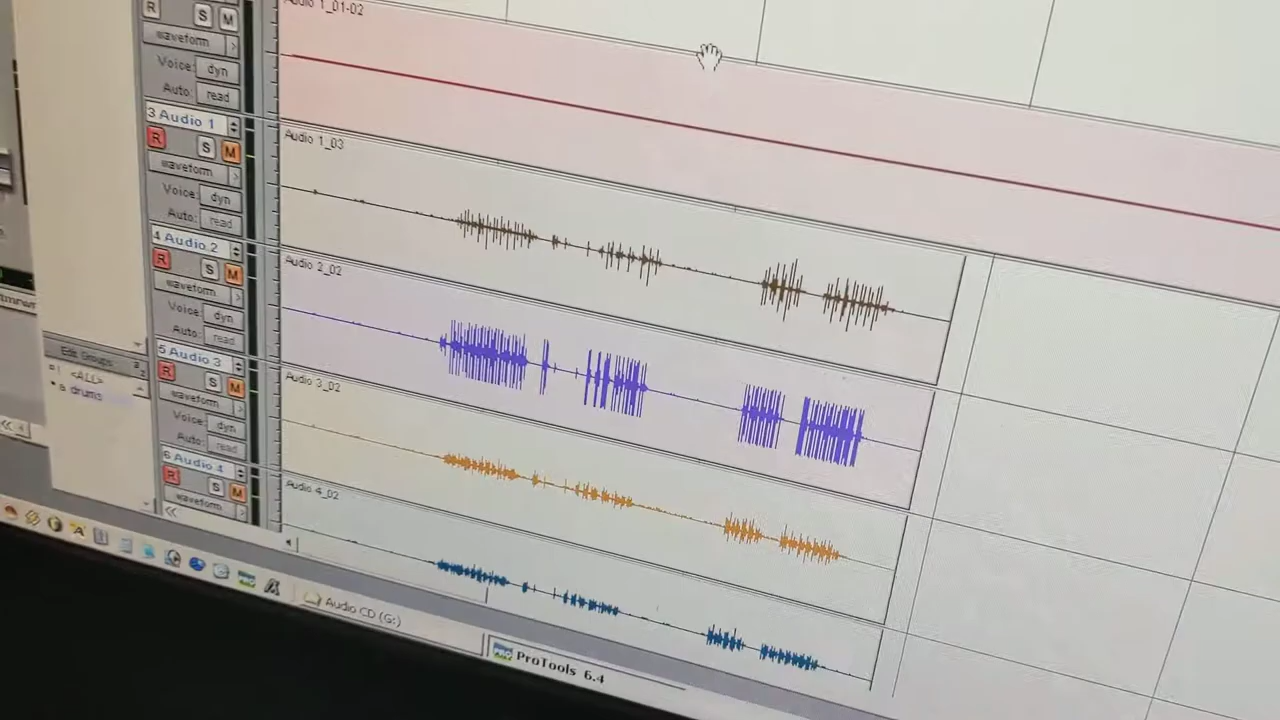 Audio 1_01-02
R S M
waveform
Voice: dyn
Auto: read
3 Audio 1
R S M
waveform
Voice: dyn
Auto: read
Audio 1_03
4 Audio 2
R S M
waveform
Voice: dyn
Auto: read
Audio 2_02
5 Audio 3
R S M
waveform
Voice: dyn
Auto: read
Audio 3_02
6 Audio 4
R S M
waveform
Audio 4_02
Edit Groups
<ALL>
a drums
Audio CD (G:)
ProTools 6.4